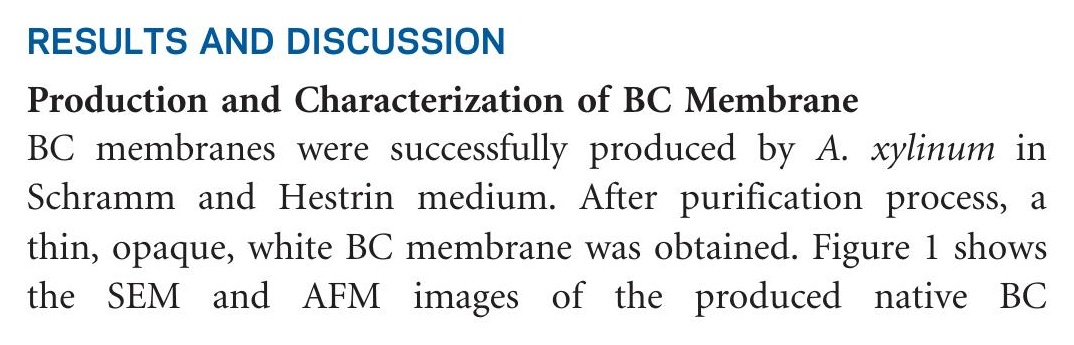 RESULTS AND DISCUSSION
Production and Characterization of BC Membrane
BC membranes were successfully produced by A. xylinum in
Schramm and Hestrin medium. After purification process, a
thin, opaque, white BC membrane was obtained. Figure 1 shows
the SEM and AFM images of the produced native BC